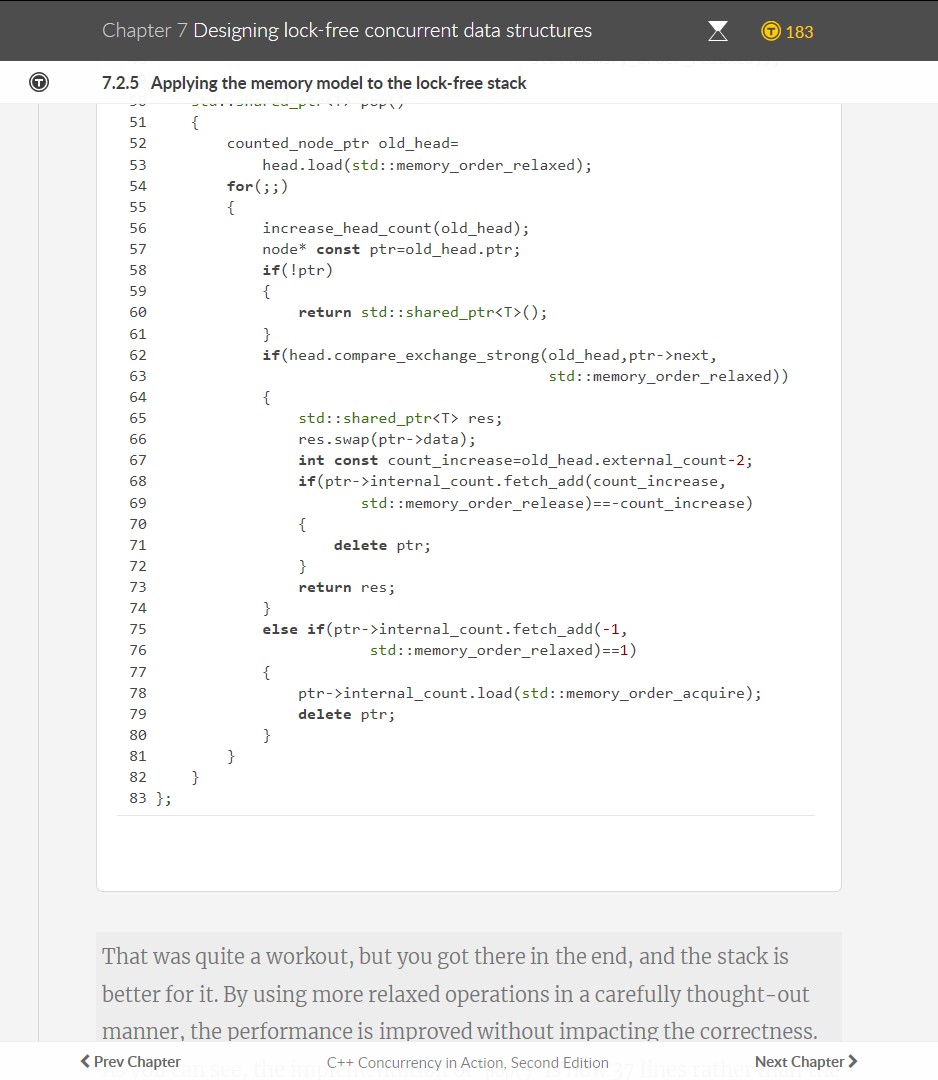 Chapter 7 Designing lock-free concurrent data structures
183
7.2.5 Applying the memory model to the lock-free stack
51 {
52 counted_node_ptr old_head=
53 head.load(std::memory_order_relaxed);
54 for(;;)
55 {
56 increase_head_count(old_head);
57 node* const ptr=old_head.ptr;
58 if(!ptr)
59 {
60 return std::shared_ptr<T>();
61 }
62 if(head.compare_exchange_strong(old_head,ptr->next,
63 std::memory_order_relaxed))
64 {
65 std::shared_ptr<T> res;
66 res.swap(ptr->data);
67 int const count_increase=old_head.external_count-2;
68 if(ptr->internal_count.fetch_add(count_increase,
69 std::memory_order_release)==-count_increase)
70 {
71 delete ptr;
72 }
73 return res;
74 }
75 else if(ptr->internal_count.fetch_add(-1,
76 std::memory_order_relaxed)==1)
77 {
78 ptr->internal_count.load(std::memory_order_acquire);
79 delete ptr;
80 }
81 }
82 }
83 };
That was quite a workout, but you got there in the end, and the stack is
better for it. By using more relaxed operations in a carefully thought-out
manner, the performance is improved without impacting the correctness.
Prev Chapter
C++ Concurrency in Action, Second Edition
Next Chapter